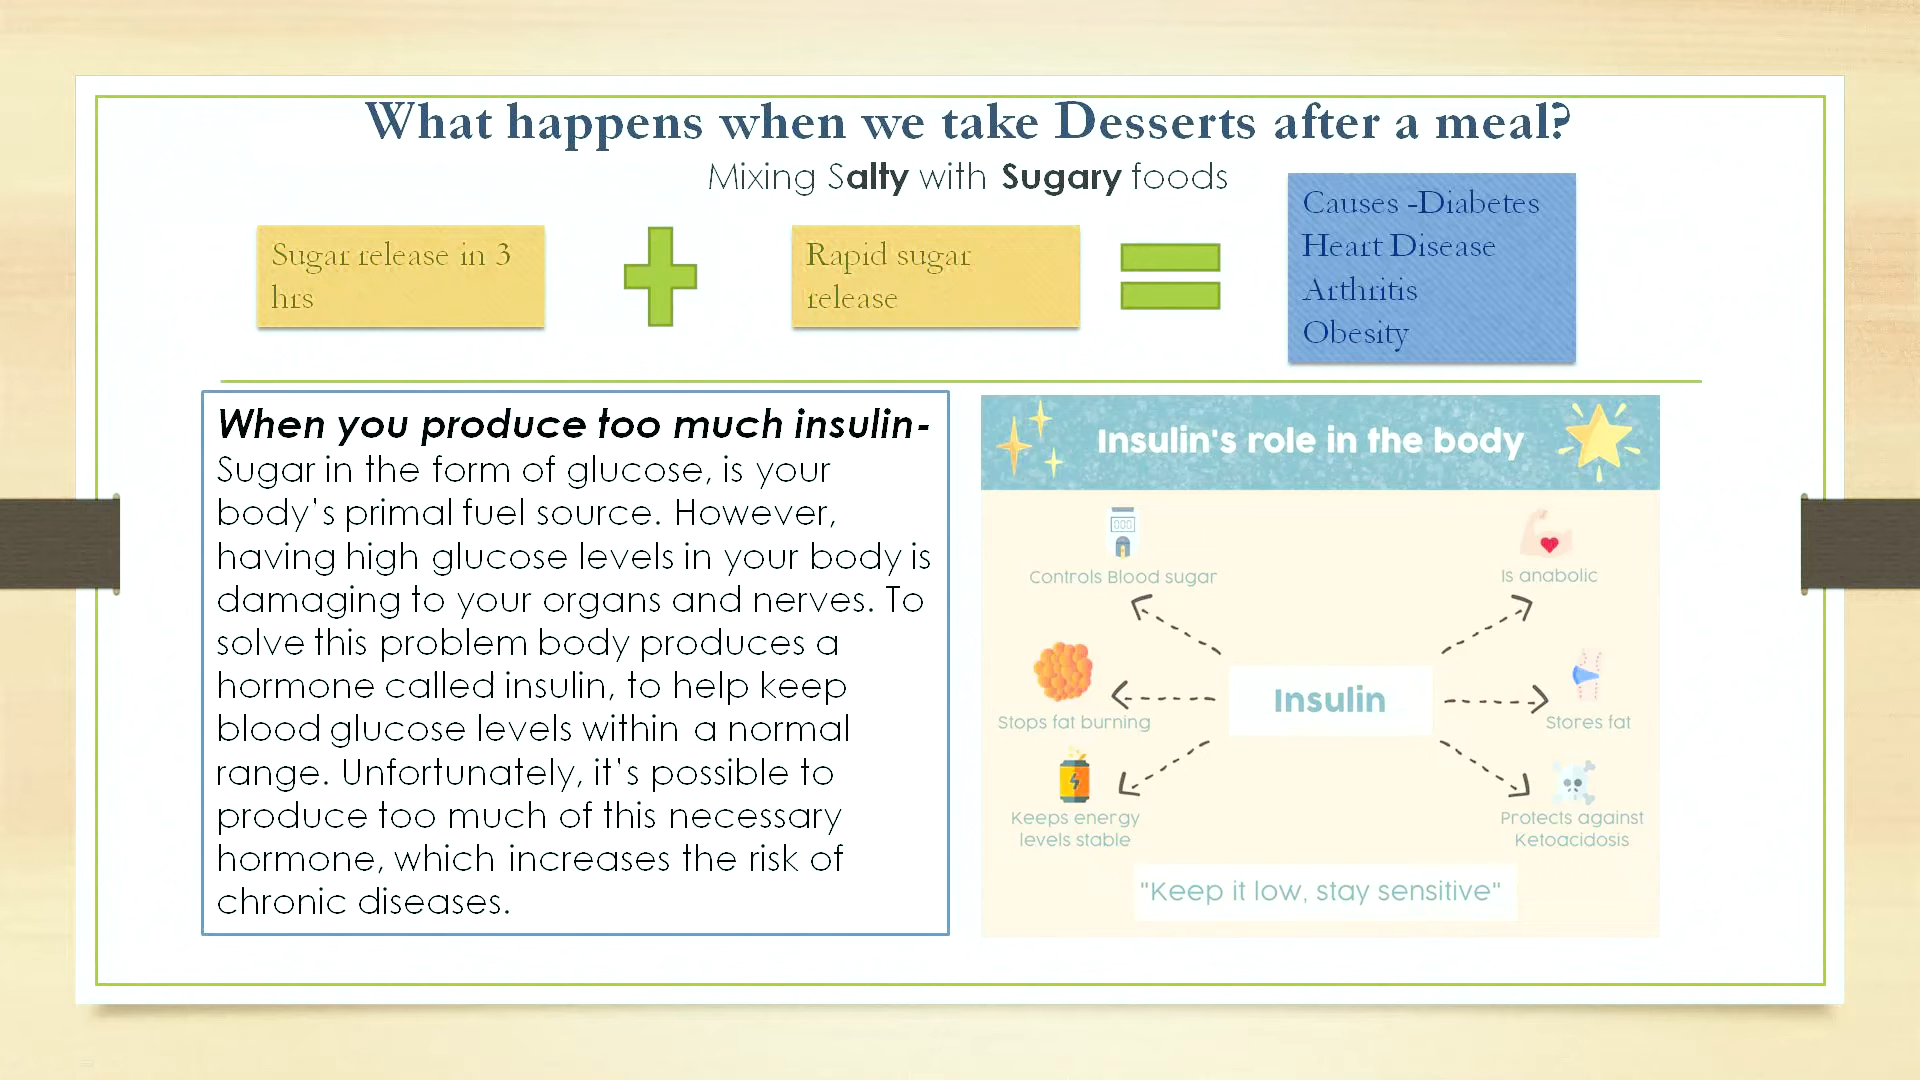 What happens when we take Desserts after a meal?
Mixing Salty with Sugary foods
Sugar release in 3
hrs
Rapid sugar
release
Causes -Diabetes
Heart Disease
Arthritis
Obesity
When you produce too much insulin-
Sugar in the form of glucose, is your
body's primal fuel source. However,
having high glucose levels in your body is
damaging to your organs and nerves. To
solve this problem body produces a
hormone called insulin, to help keep
blood glucose levels within a normal
range. Unfortunately, it's possible to
produce too much of this necessary
hormone, which increases the risk of
chronic diseases.
Insulin's role in the body
Controls Blood sugar
Is anabolic
Stops fat burning
Insulin
Stores fat
Keeps energy
levels stable
Protects against
Ketoacidosis
"Keep it low, stay sensitive"